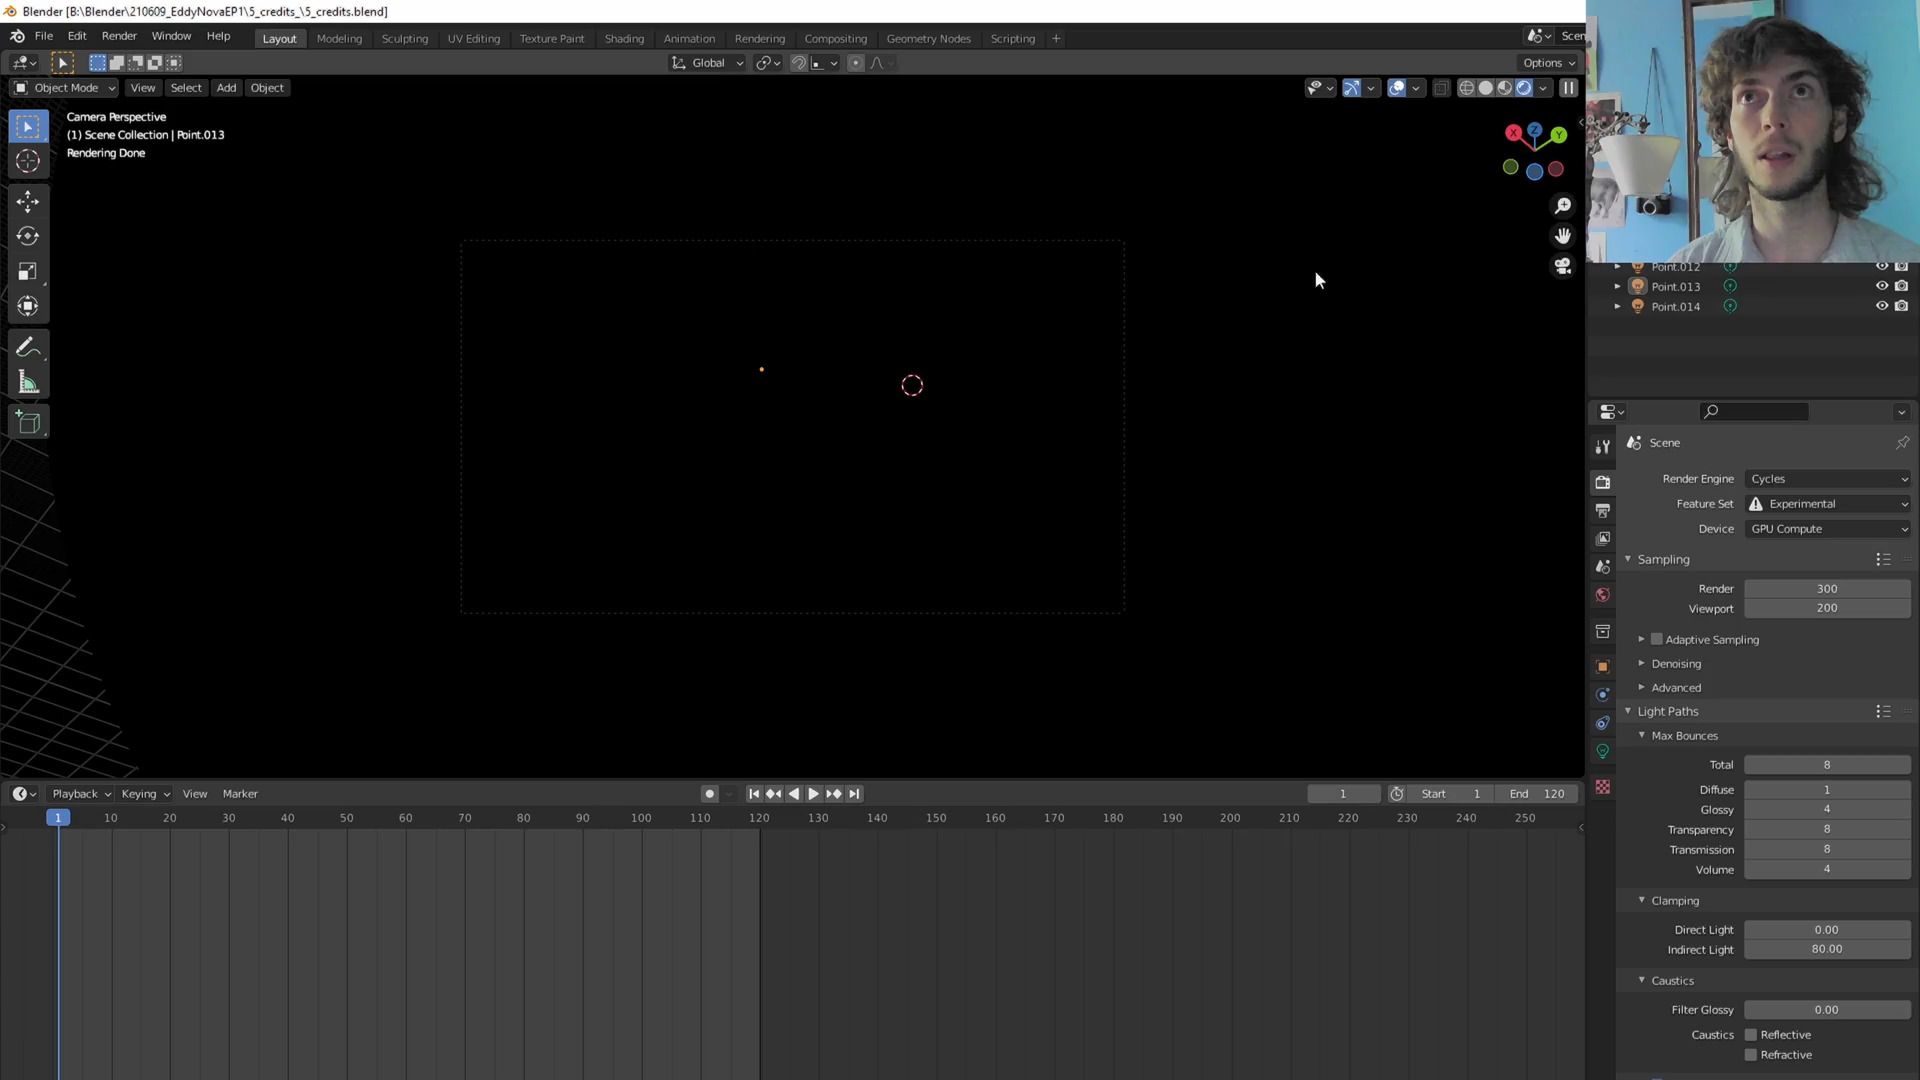 Blender [B:\Blender\210609_EddyNovaEP1\5_credits_\5_credits.blend]
File Edit Render Window Help Layout Modeling Sculpting UV Editing Texture Paint Shading Animation Rendering Compositing Geometry Nodes Scripting + Scen
Global Options
Object Mode View Select Add Object
Camera Perspective
(1) Scene Collection | Point.013
Rendering Done
X Z Y
Point.012
Point.013
Point.014
Scene
Render Engine Cycles
Feature Set Experimental
Device GPU Compute
Sampling
Render 300
Viewport 200
Adaptive Sampling
Denoising
Advanced
Light Paths
Max Bounces
Total 8
Diffuse 1
Glossy 4
Transparency 8
Transmission 8
Volume 4
Clamping
Direct Light 0.00
Indirect Light 80.00
Caustics
Filter Glossy 0.00
Caustics Reflective
Refractive
Playback Keying View Marker 1 Start 1 End 120
1 10 20 30 40 50 60 70 80 90 100 110 120 130 140 150 160 170 180 190 200 210 220 230 240 250